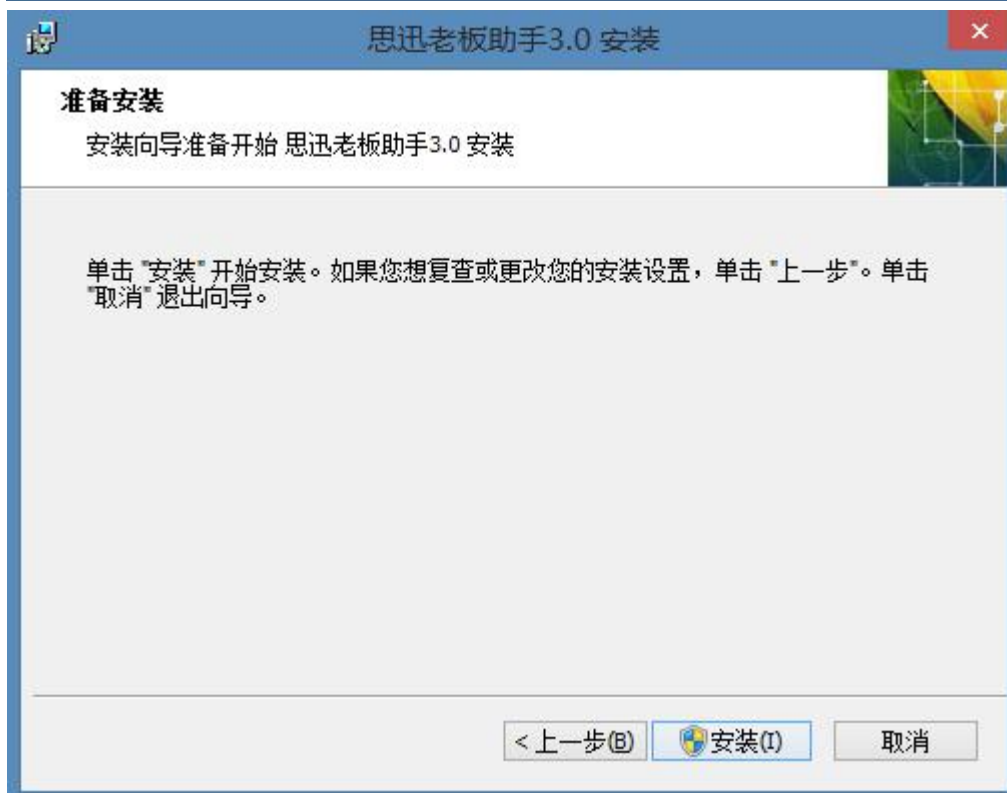 思迅老板助手3.0 安装
准备安装
安装向导准备开始 思迅老板助手3.0 安装
单击 "安装" 开始安装。如果您想复查或更改您的安装设置，单击 "上一步"。单击
"取消" 退出向导。
<上一步(B) 安装(I) 取消